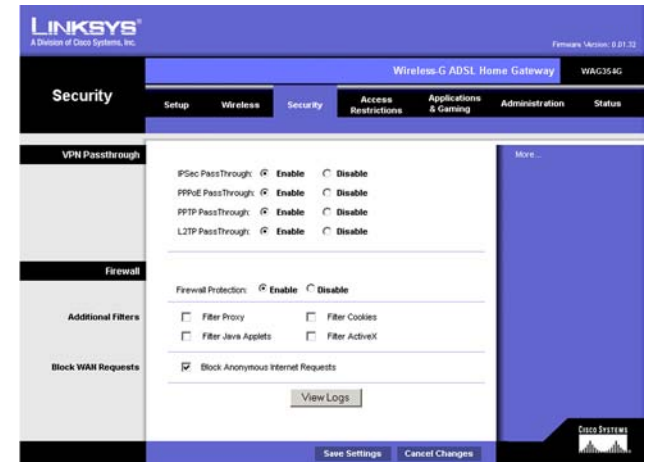 LINKSYS®
A Division of Cisco Systems, Inc.
Firmware Version: 0.01.32
Wireless-G ADSL Home Gateway WAG354G
Security
Setup Wireless Security Access Restrictions Applications & Gaming Administration Status
VPN Passthrough
More...
IPSec PassThrough: Enable Disable
PPPoE PassThrough: Enable Disable
PPTP PassThrough: Enable Disable
L2TP PassThrough: Enable Disable
Firewall
Firewall Protection: Enable Disable
Additional Filters Filter Proxy Filter Cookies
Filter Java Applets Filter ActiveX
Block WAN Requests Block Anonymous Internet Requests
View Logs
Save Settings Cancel Changes
CISCO SYSTEMS